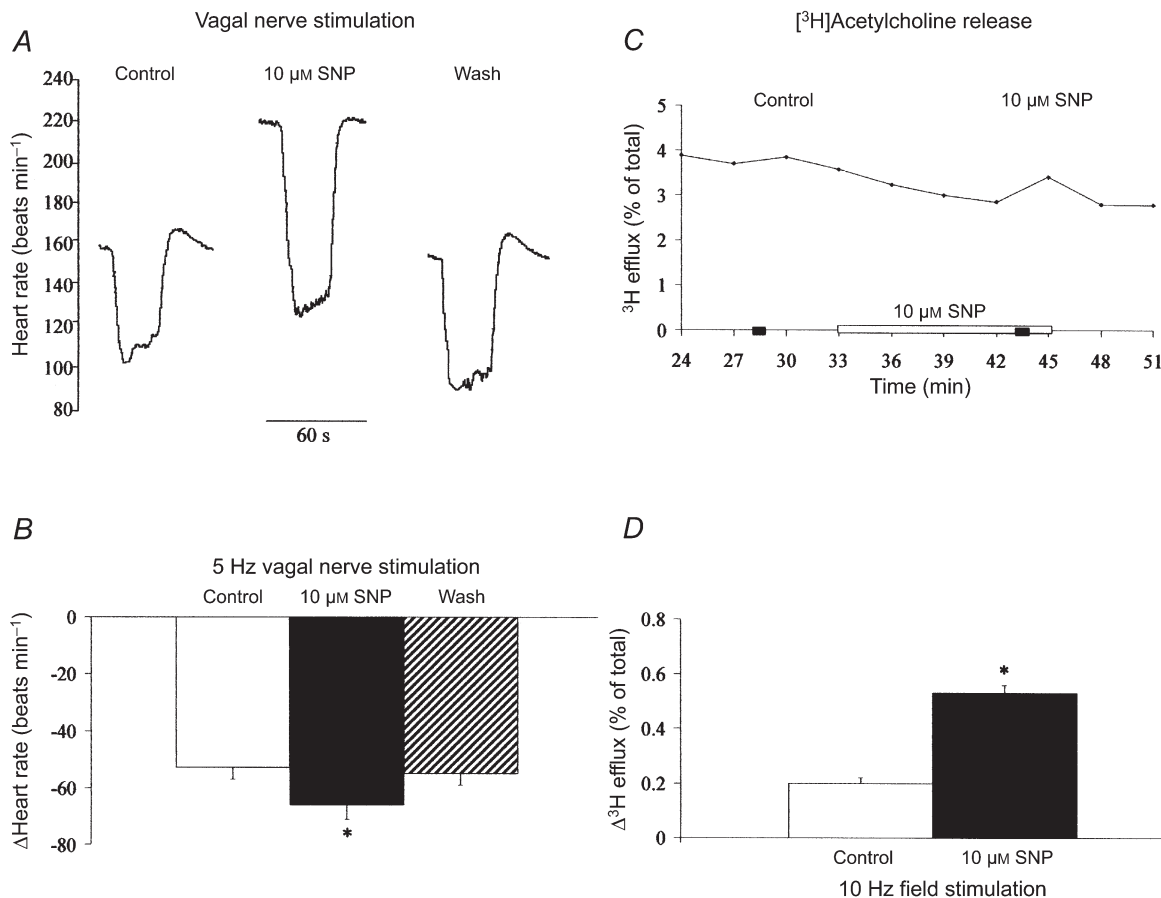 Vagal nerve stimulation
A
Control
10 μM SNP
Wash
240
220
200
180
160
140
120
100
80
Heart rate (beats min⁻¹)
60 s
[³H]Acetylcholine release
C
Control
10 μM SNP
5
4
3
2
1
0
³H efflux (% of total)
10 μM SNP
24 27 30 33 36 39 42 45 48 51
Time (min)
B
5 Hz vagal nerve stimulation
Control
10 μM SNP
Wash
0
-20
-40
-60
-80
ΔHeart rate (beats min⁻¹)
*
D
0.8
0.6
0.4
0.2
0
Δ³H efflux (% of total)
*
Control
10 μM SNP
10 Hz field stimulation